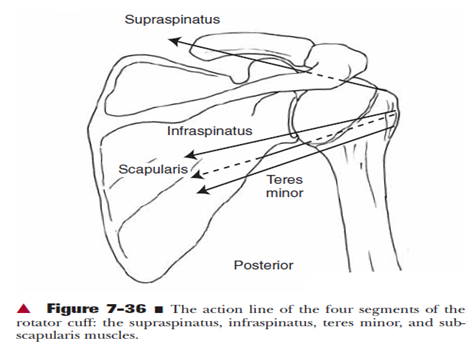 Supraspinatus
Infraspinatus
Scapularis
Teres
minor
Posterior
▲ Figure 7-36 ■ The action line of the four segments of the
rotator cuff: the supraspinatus, infraspinatus, teres minor, and sub-
scapularis muscles.